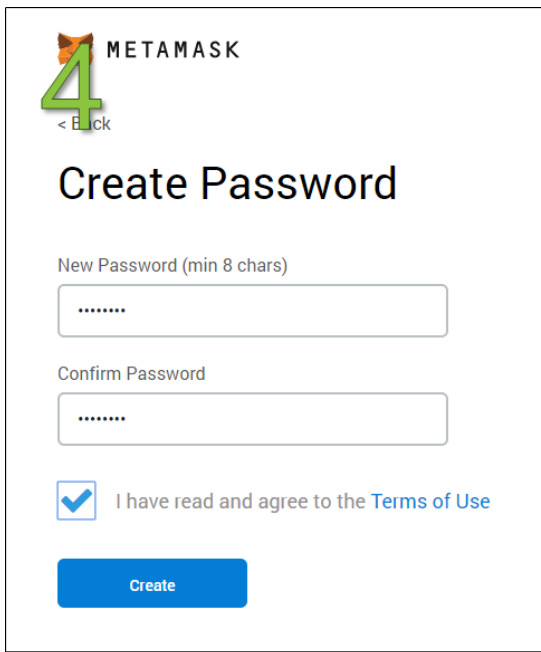 METAMASK
4
< Back
Create Password
New Password (min 8 chars)
••••••••
Confirm Password
••••••••
I have read and agree to the Terms of Use
Create